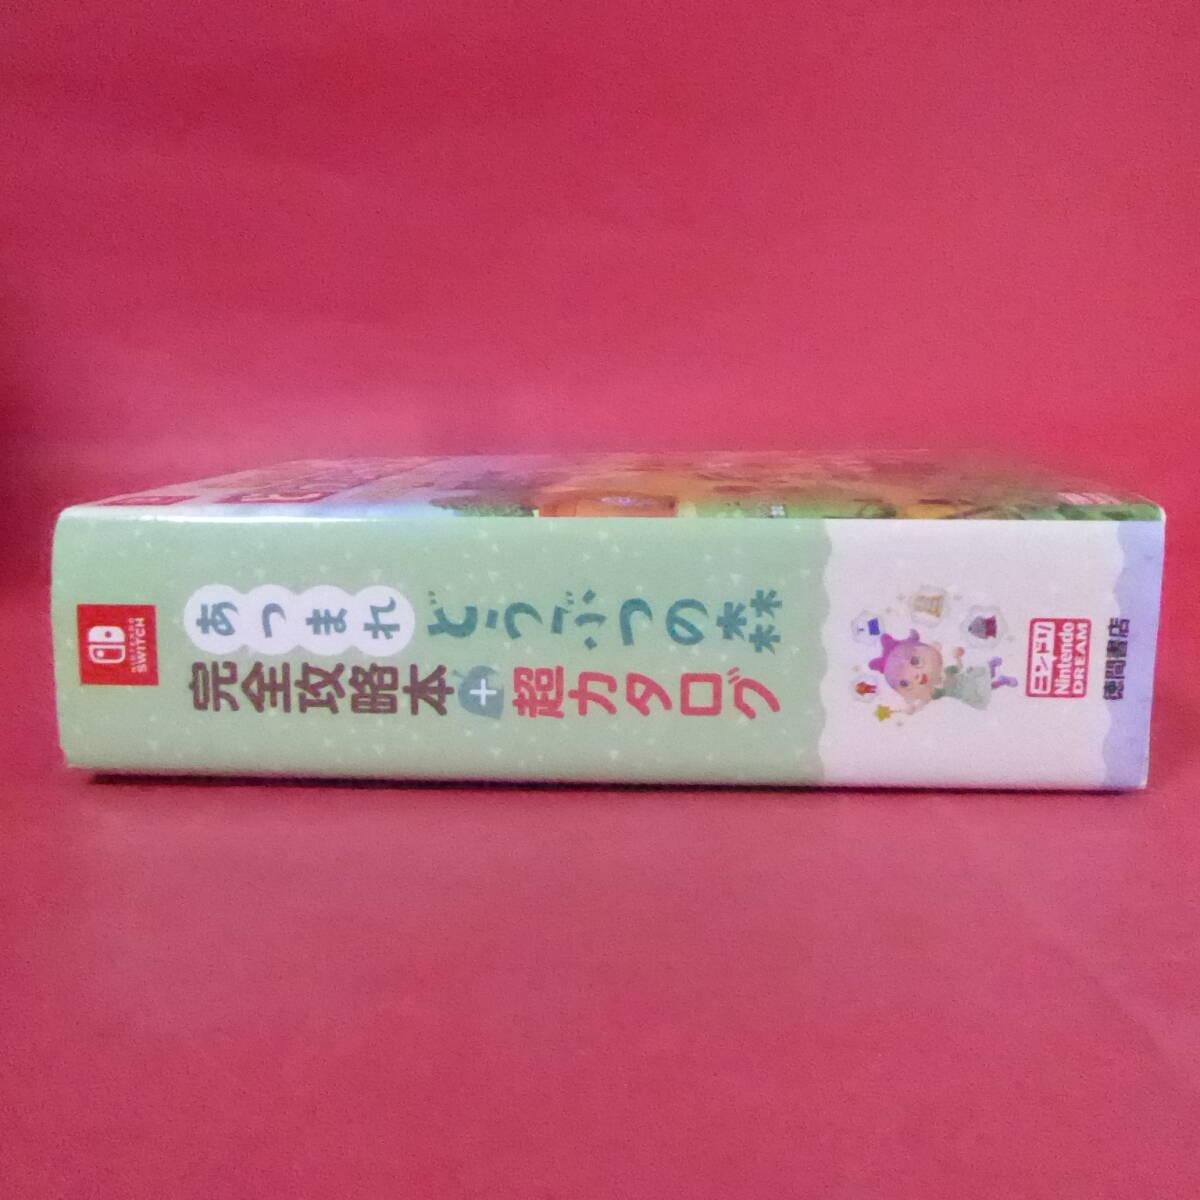 NINTENDO
SWITCH
あつまれ どうぶつの森
完全攻略本+超カタログ
ニンドリ
Nintendo
DREAM
徳間書店